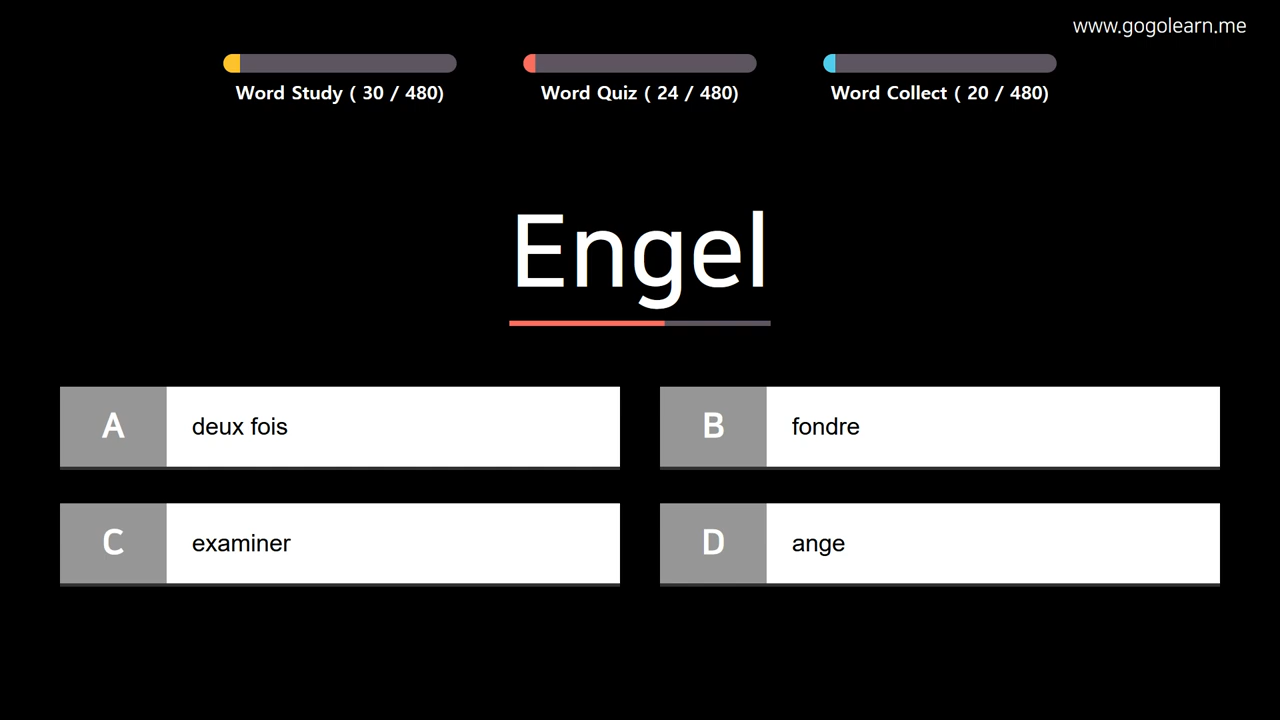 www.gogolearn.me
Word Study ( 30 / 480)
Word Quiz ( 24 / 480)
Word Collect ( 20 / 480)
Engel
A deux fois
B fondre
C examiner
D ange